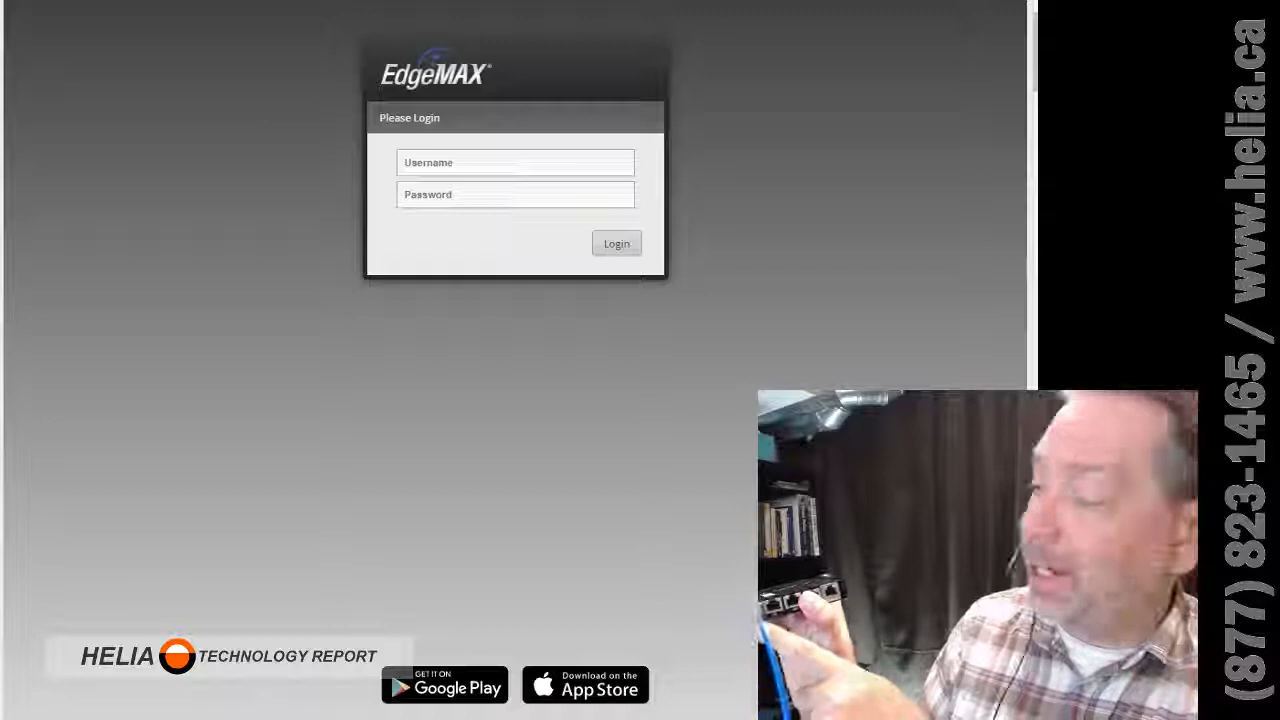 EdgeMAX®
Please Login
Username
Password
Login
HELIA TECHNOLOGY REPORT
GET IT ON
Google Play
Download on the
App Store
(877) 823-1465 / www.helia.ca